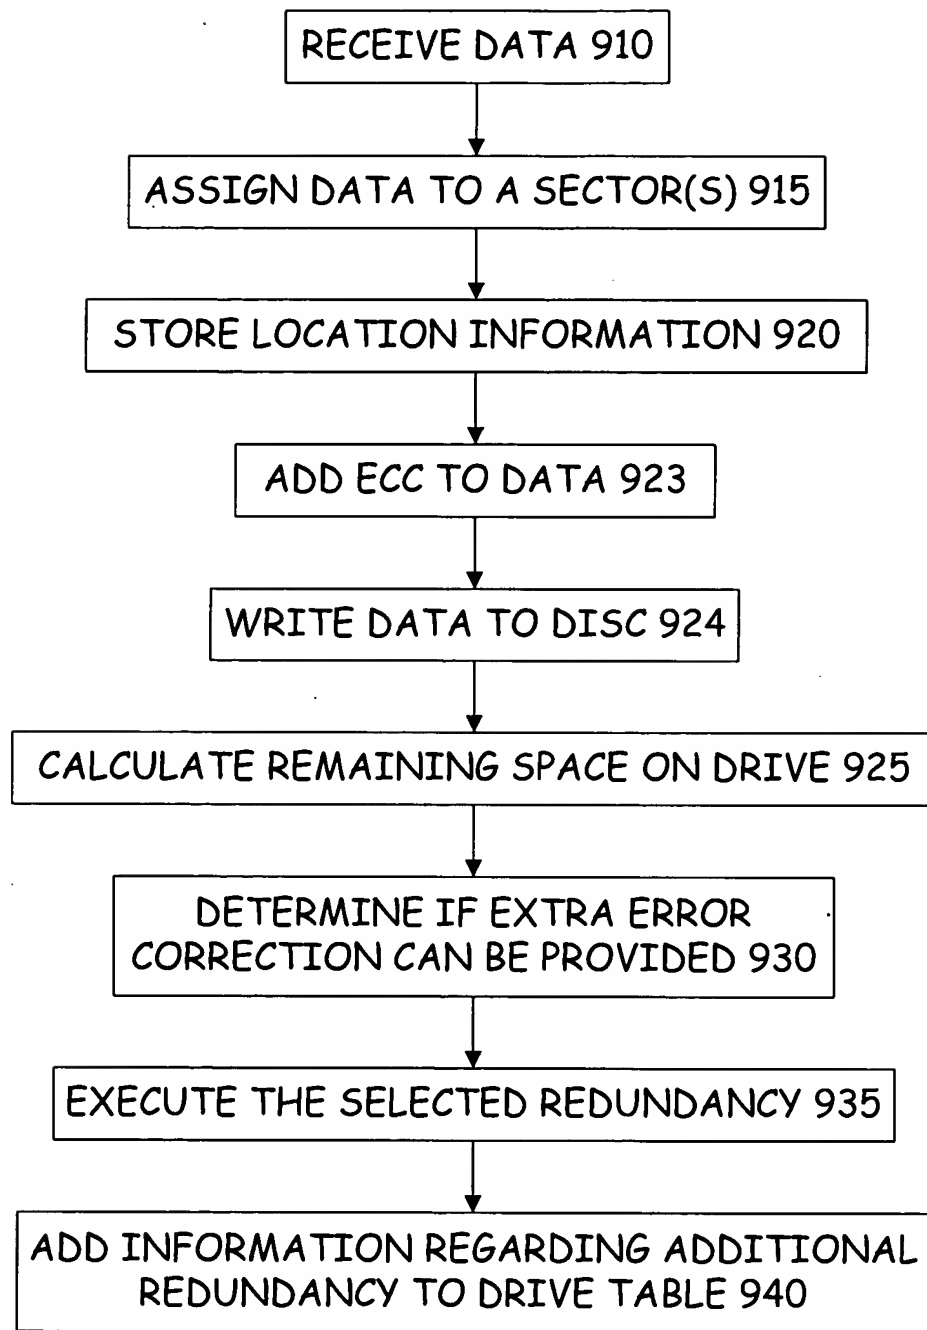 RECEIVE DATA 910
ASSIGN DATA TO A SECTOR(S) 915
STORE LOCATION INFORMATION 920
ADD ECC TO DATA 923
WRITE DATA TO DISC 924
CALCULATE REMAINING SPACE ON DRIVE 925
DETERMINE IF EXTRA ERROR
CORRECTION CAN BE PROVIDED 930
EXECUTE THE SELECTED REDUNDANCY 935
ADD INFORMATION REGARDING ADDITIONAL
REDUNDANCY TO DRIVE TABLE 940